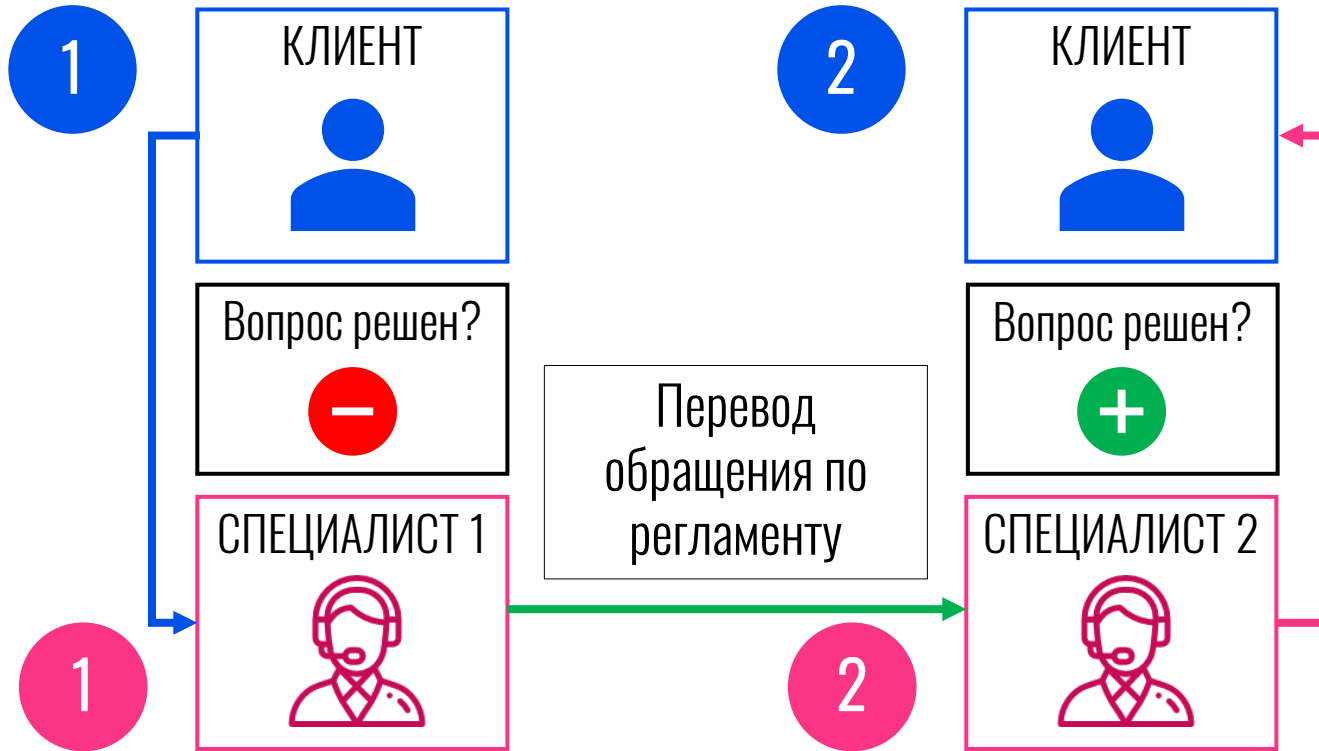 1
КЛИЕНТ
2
КЛИЕНТ
Вопрос решен?
Вопрос решен?
Перевод
обращения по
регламенту
СПЕЦИАЛИСТ 1
СПЕЦИАЛИСТ 2
1
2